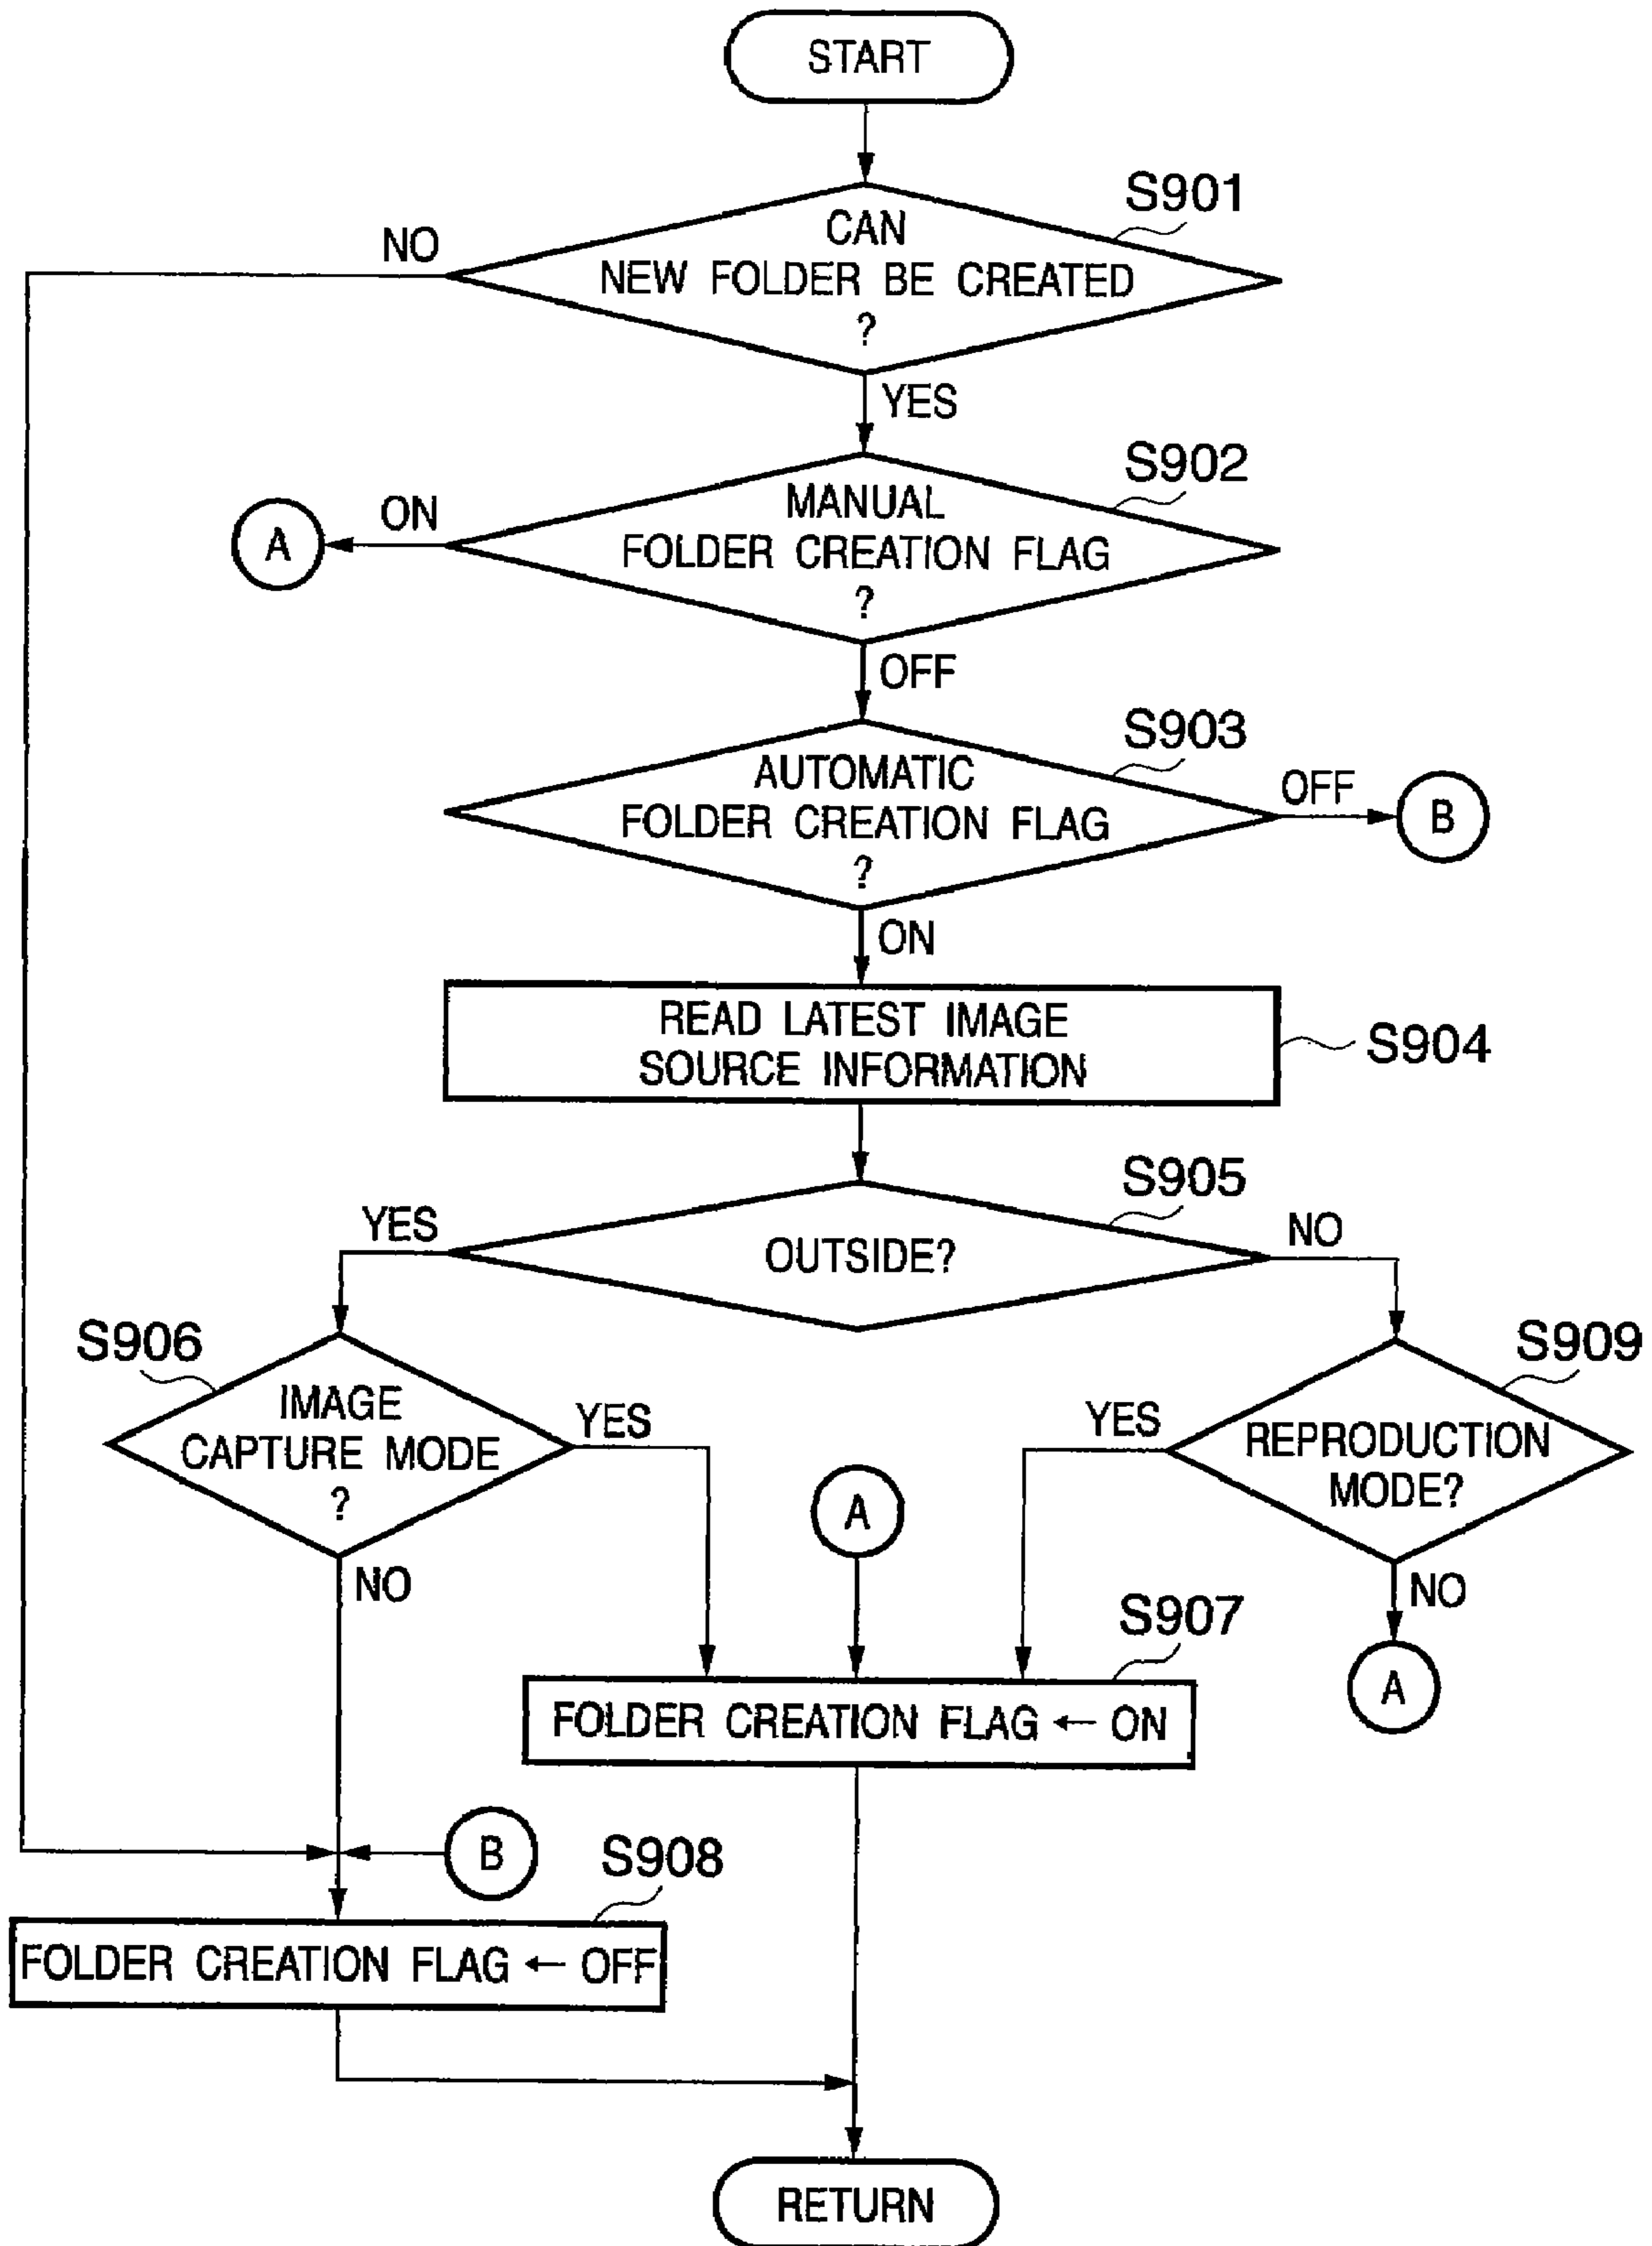 START
S901
NO
CAN
NEW FOLDER BE CREATED
?
YES
S902
A
ON
MANUAL
FOLDER CREATION FLAG
?
OFF
S903
AUTOMATIC
FOLDER CREATION FLAG
?
OFF
B
ON
READ LATEST IMAGE
SOURCE INFORMATION
S904
S905
YES
OUTSIDE?
NO
S906
IMAGE
CAPTURE MODE
?
YES
NO
S909
YES
REPRODUCTION
MODE?
NO
A
A
S907
FOLDER CREATION FLAG ← ON
B
S908
FOLDER CREATION FLAG ← OFF
RETURN